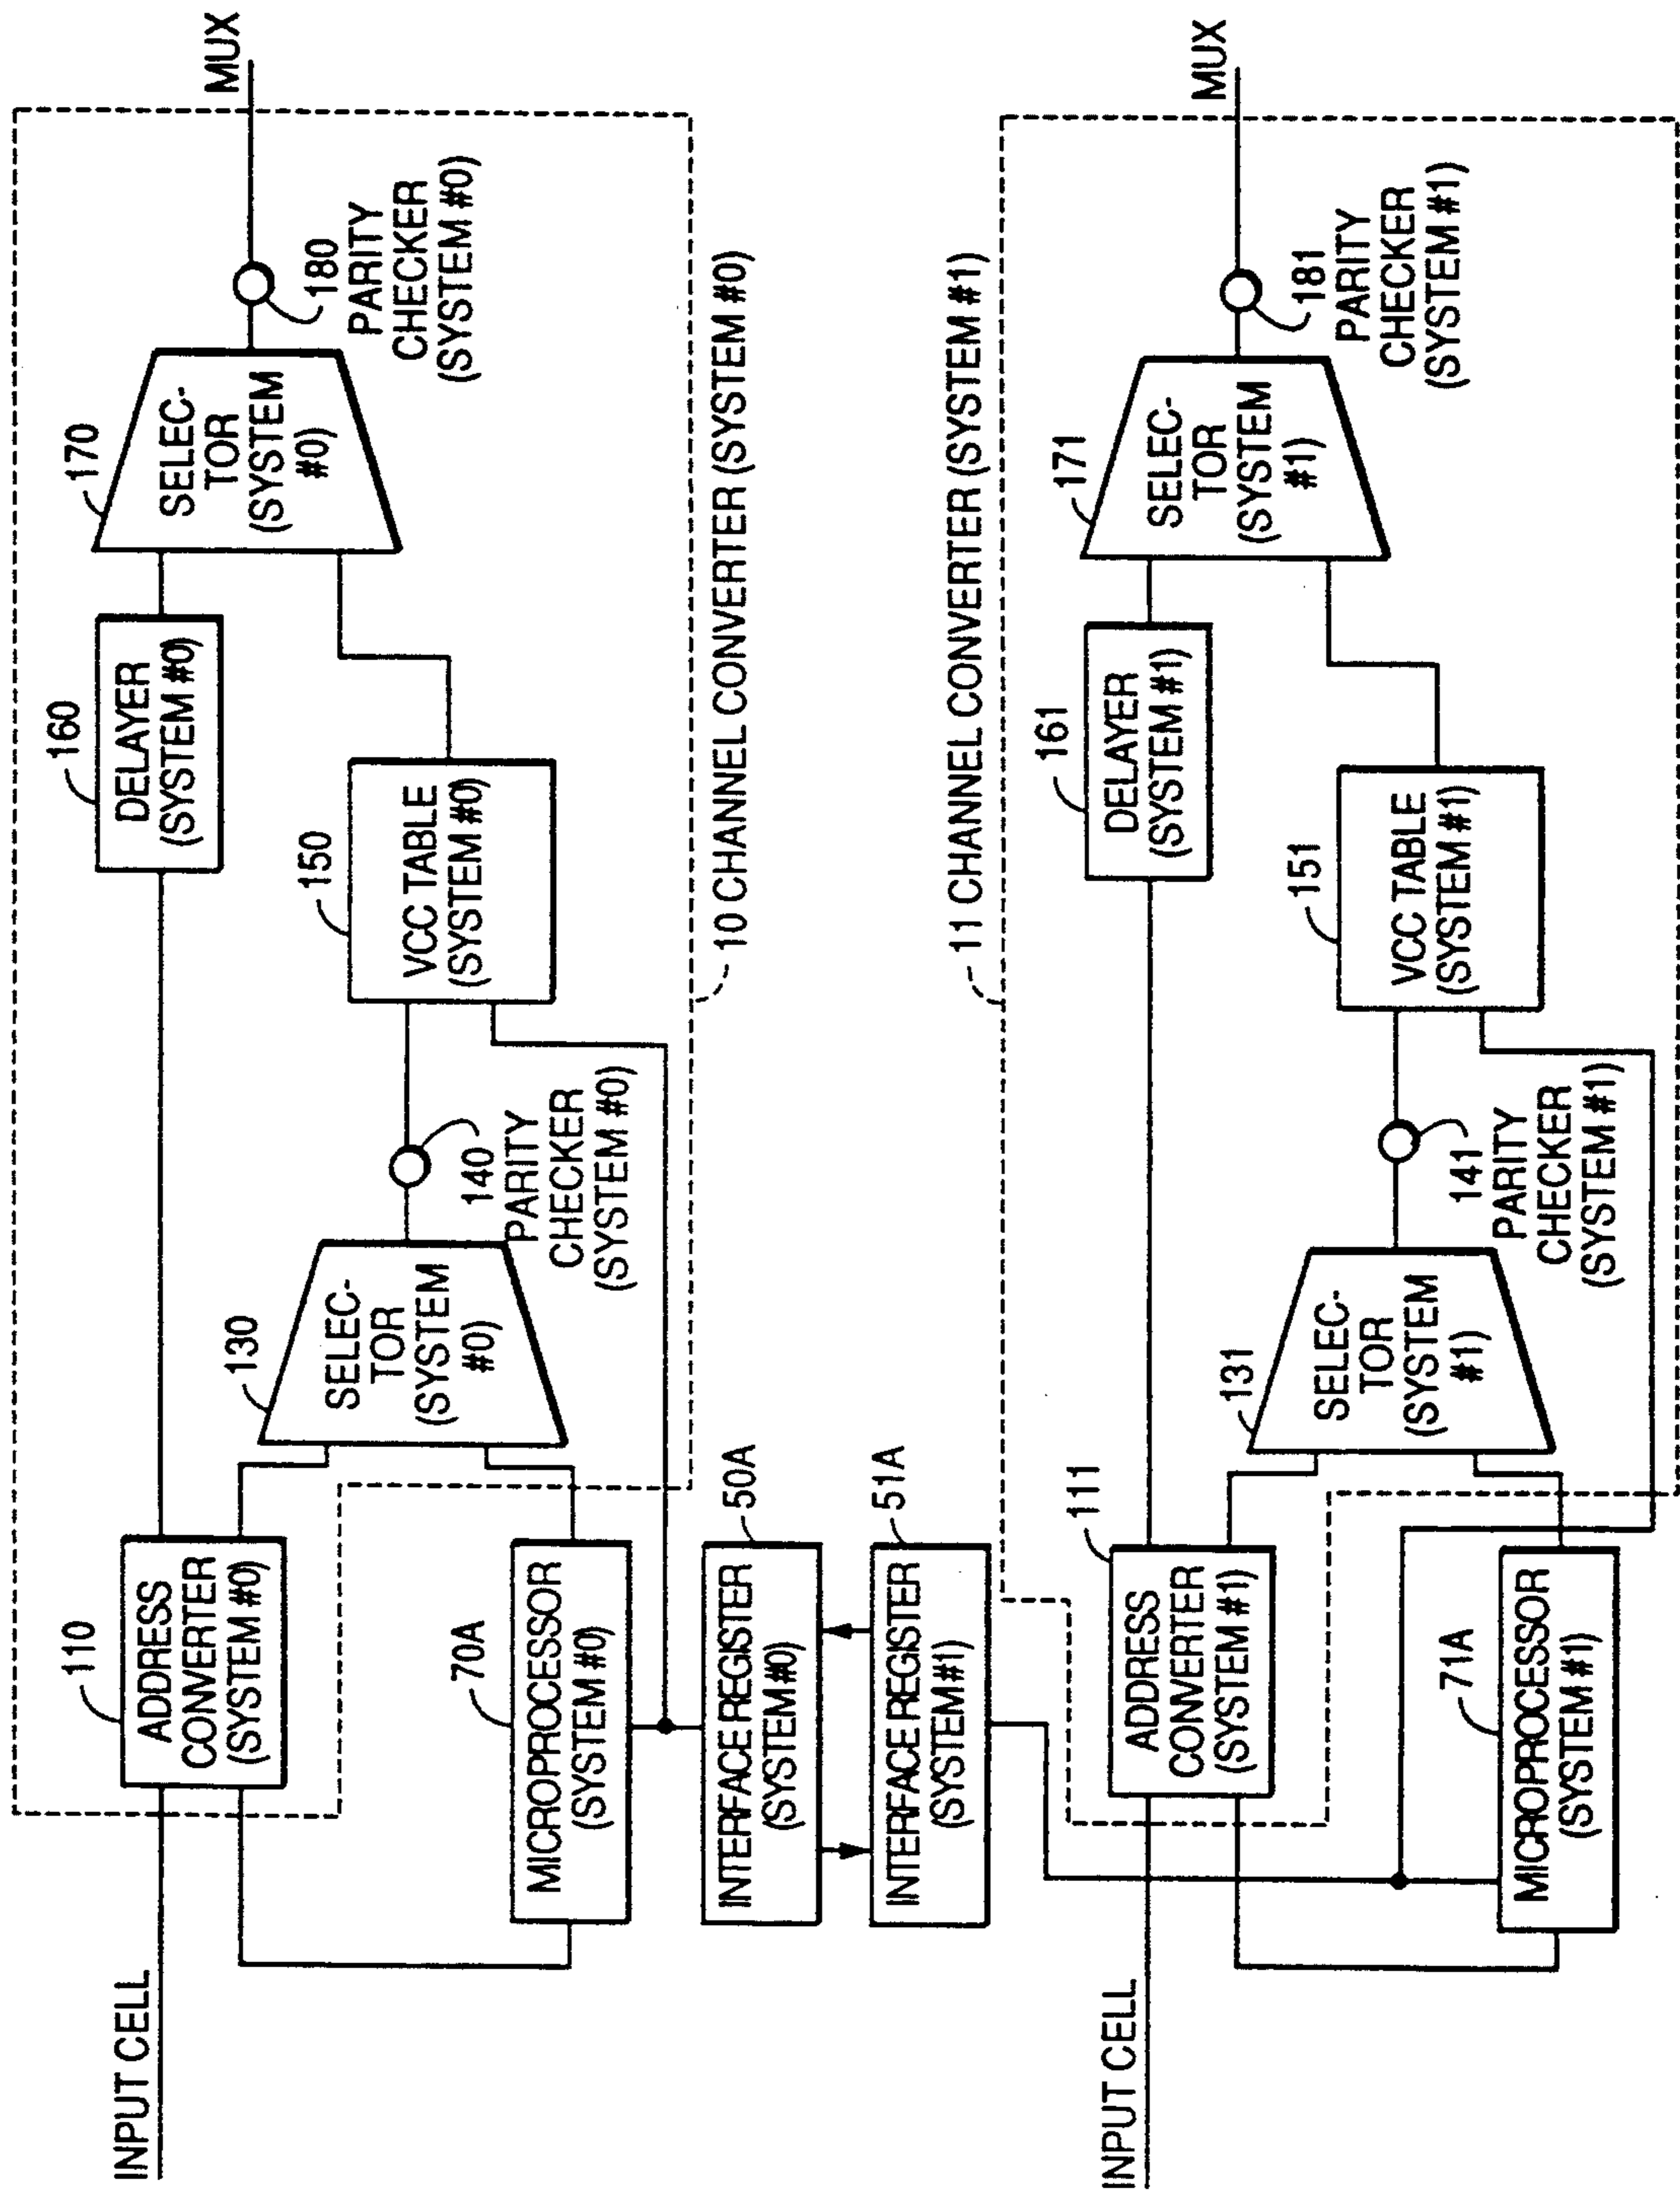 INPUT CELL
110
ADDRESS
CONVERTER
(SYSTEM #0)
160
DELAYER
(SYSTEM #0)
170
SELEC-
TOR
(SYSTEM
#0)
MUX
180
PARITY
CHECKER
(SYSTEM #0)
130
SELEC-
TOR
(SYSTEM
#0)
140
PARITY
CHECKER
(SYSTEM #0)
150
VCC TABLE
(SYSTEM #0)
70A
MICROPROCESSOR
(SYSTEM #0)
10 CHANNEL CONVERTER (SYSTEM #0)
50A
INTERFACE REGISTER
(SYSTEM #0)
51A
INTERFACE REGISTER
(SYSTEM #1)
11 CHANNEL CONVERTER (SYSTEM #1)
INPUT CELL
111
ADDRESS
CONVERTER
(SYSTEM #1)
161
DELAYER
(SYSTEM #1)
171
SELEC-
TOR
(SYSTEM
#1)
MUX
181
PARITY
CHECKER
(SYSTEM #1)
131
SELEC-
TOR
(SYSTEM
#1)
141
PARITY
CHECKER
(SYSTEM #1)
151
VCC TABLE
(SYSTEM #1)
71A
MICROPROCESSOR
(SYSTEM #1)